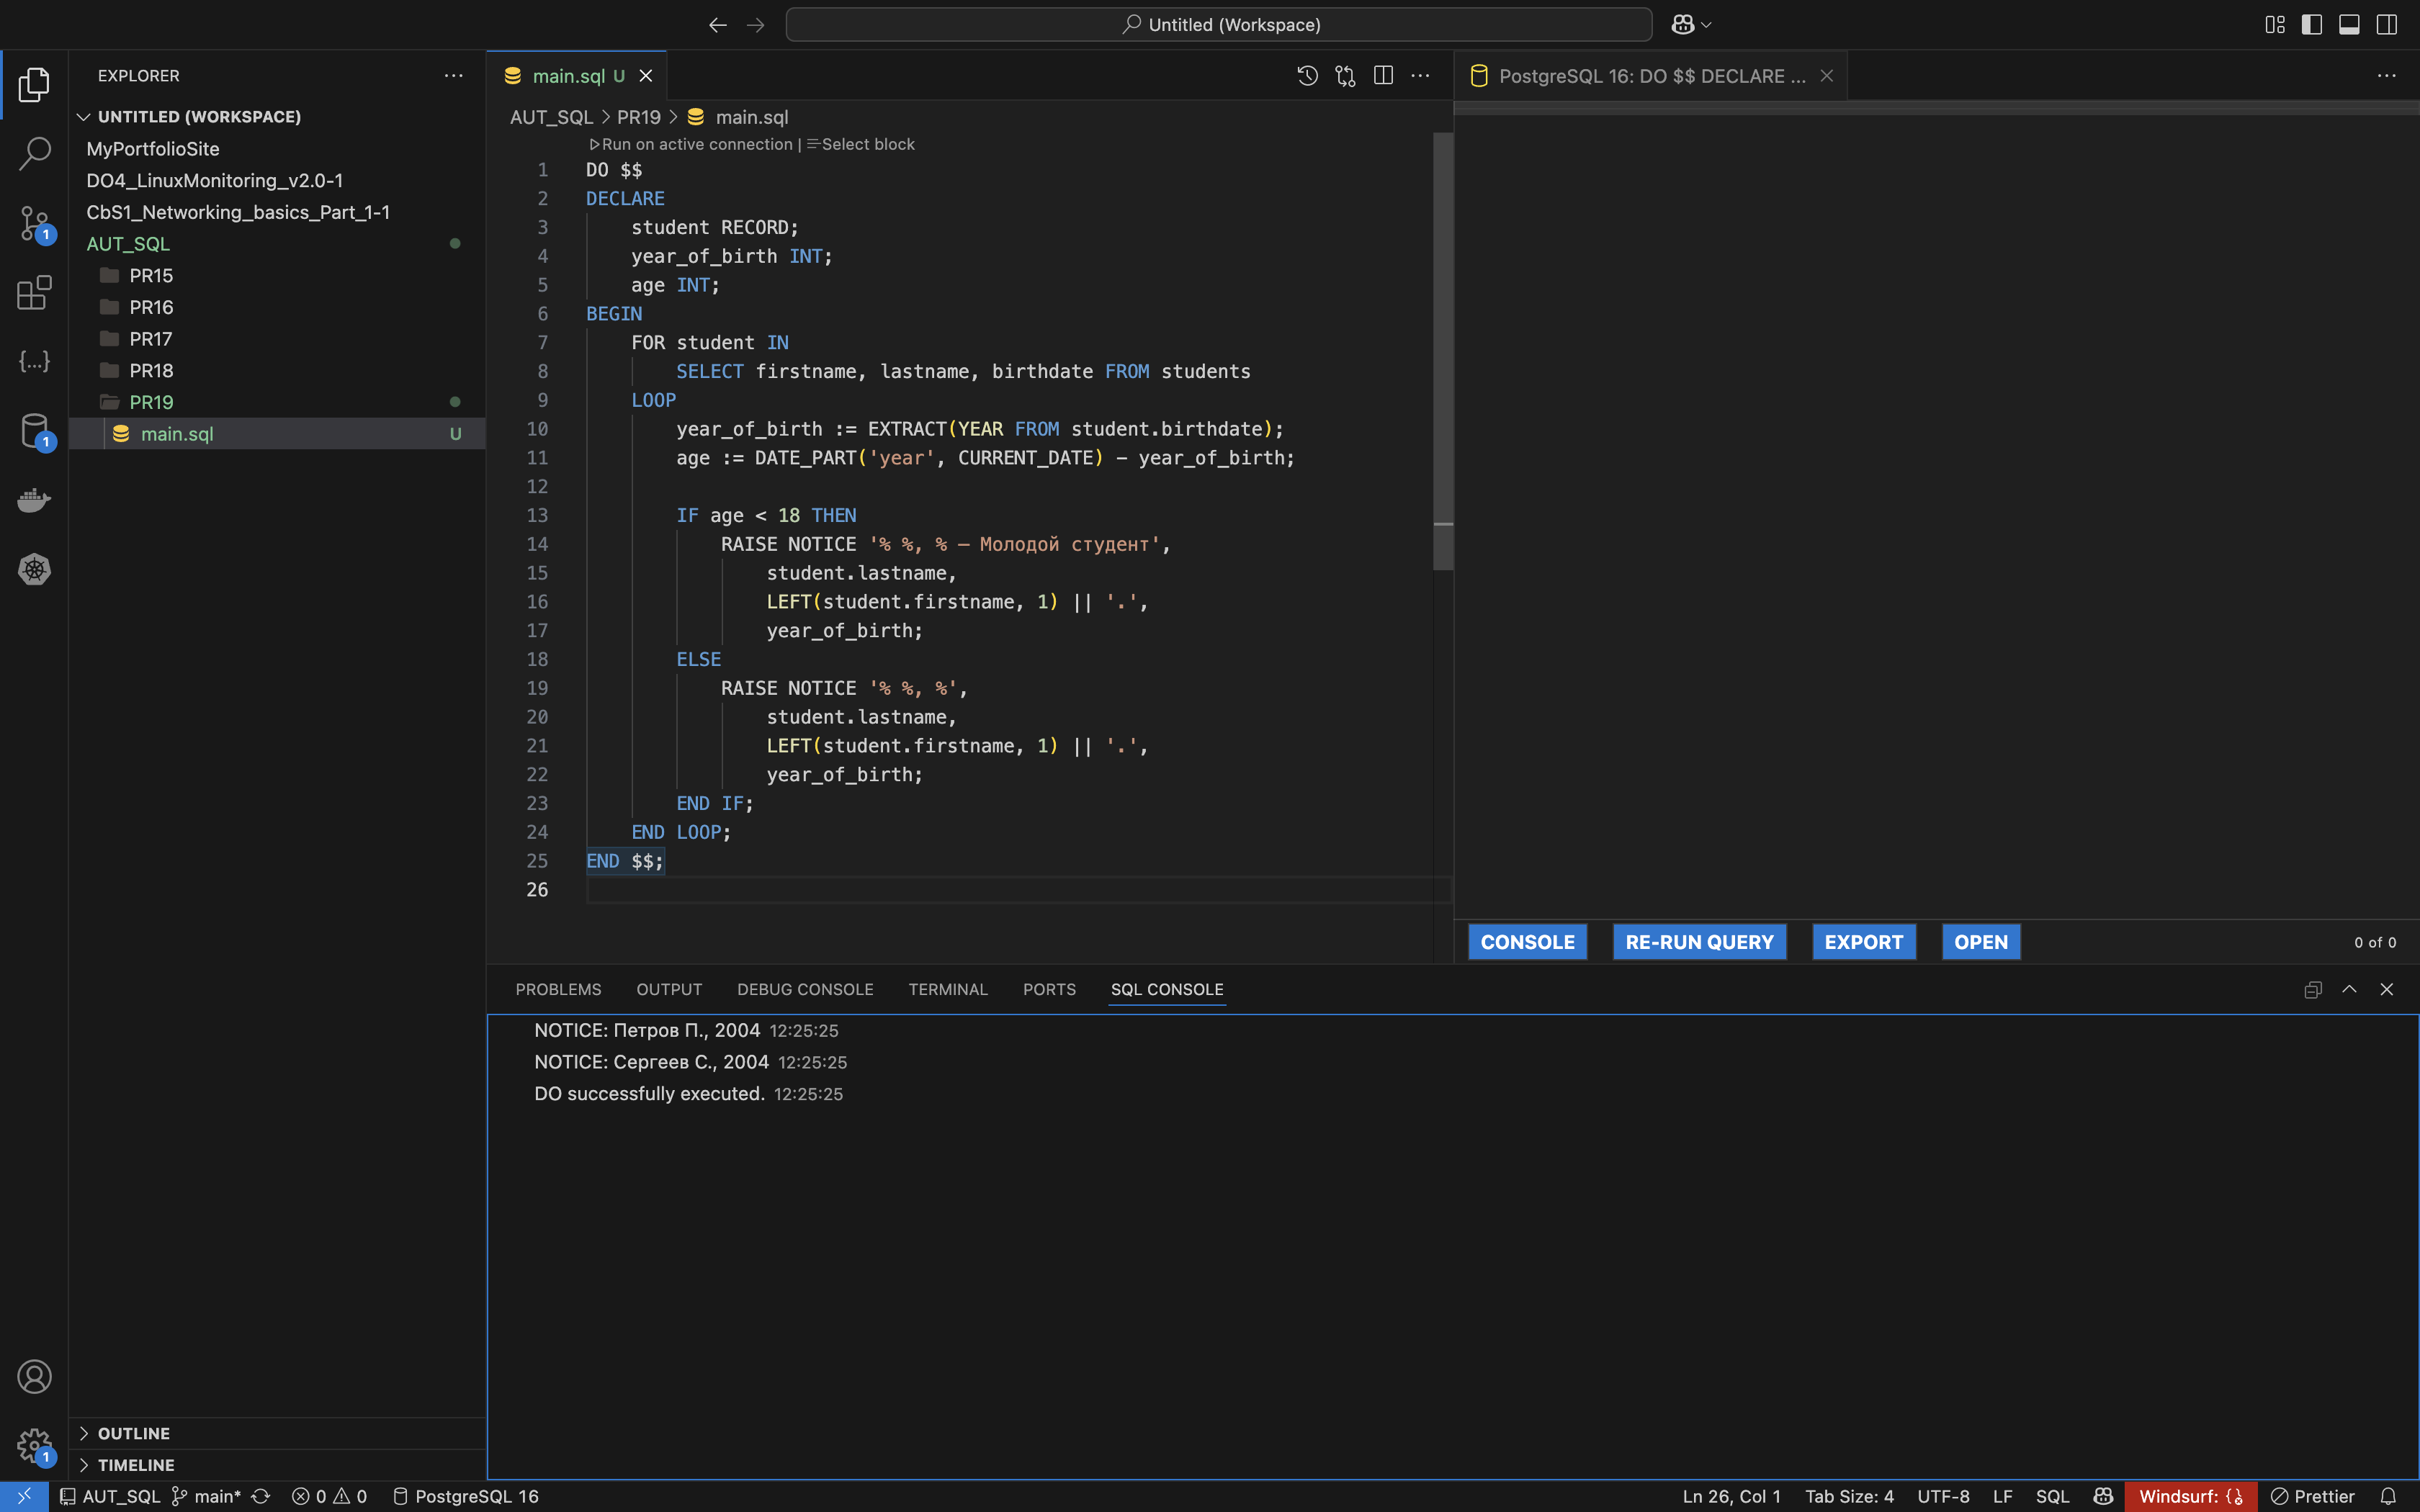 Untitled (Workspace)
EXPLORER
UNTITLED (WORKSPACE)
MyPortfolioSite
DO4_LinuxMonitoring_v2.0-1
CbS1_Networking_basics_Part_1-1
AUT_SQL
PR15
PR16
PR17
PR18
PR19
main.sql U
1
1
OUTLINE
TIMELINE
1
main.sql U
AUT_SQL > PR19 > main.sql
Run on active connection | Select block
1 DO $$
2 DECLARE
3 student RECORD;
4 year_of_birth INT;
5 age INT;
6 BEGIN
7 FOR student IN
8 SELECT firstname, lastname, birthdate FROM students
9 LOOP
10 year_of_birth := EXTRACT(YEAR FROM student.birthdate);
11 age := DATE_PART('year', CURRENT_DATE) - year_of_birth;
12
13 IF age < 18 THEN
14 RAISE NOTICE '% %, % — Молодой студент',
15 student.lastname,
16 LEFT(student.firstname, 1) || '.',
17 year_of_birth;
18 ELSE
19 RAISE NOTICE '% %, %',
20 student.lastname,
21 LEFT(student.firstname, 1) || '.',
22 year_of_birth;
23 END IF;
24 END LOOP;
25 END $$;
26
PostgreSQL 16: DO $$ DECLARE ...
CONSOLE RE-RUN QUERY EXPORT OPEN 0 of 0
PROBLEMS OUTPUT DEBUG CONSOLE TERMINAL PORTS SQL CONSOLE
NOTICE: Петров П., 2004 12:25:25
NOTICE: Сергеев С., 2004 12:25:25
DO successfully executed. 12:25:25
AUT_SQL main* 0 0 PostgreSQL 16 Ln 26, Col 1 Tab Size: 4 UTF-8 LF SQL Windsurf: {} Prettier